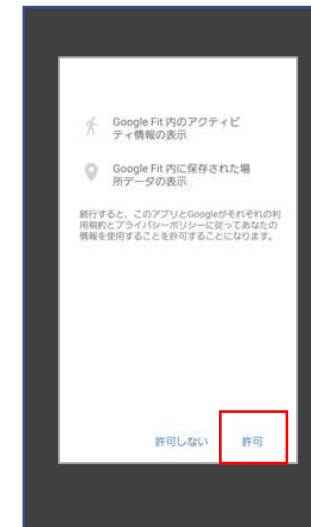 Google Fit 内のアクティビ
ティ情報の表示
Google Fit 内に保存された場
所データの表示
続行すると、このアプリとGoogleがそれぞれの利
用規約とプライバシーポリシーに従ってあなたの
情報を使用することを許可することになります。
許可しない 許可